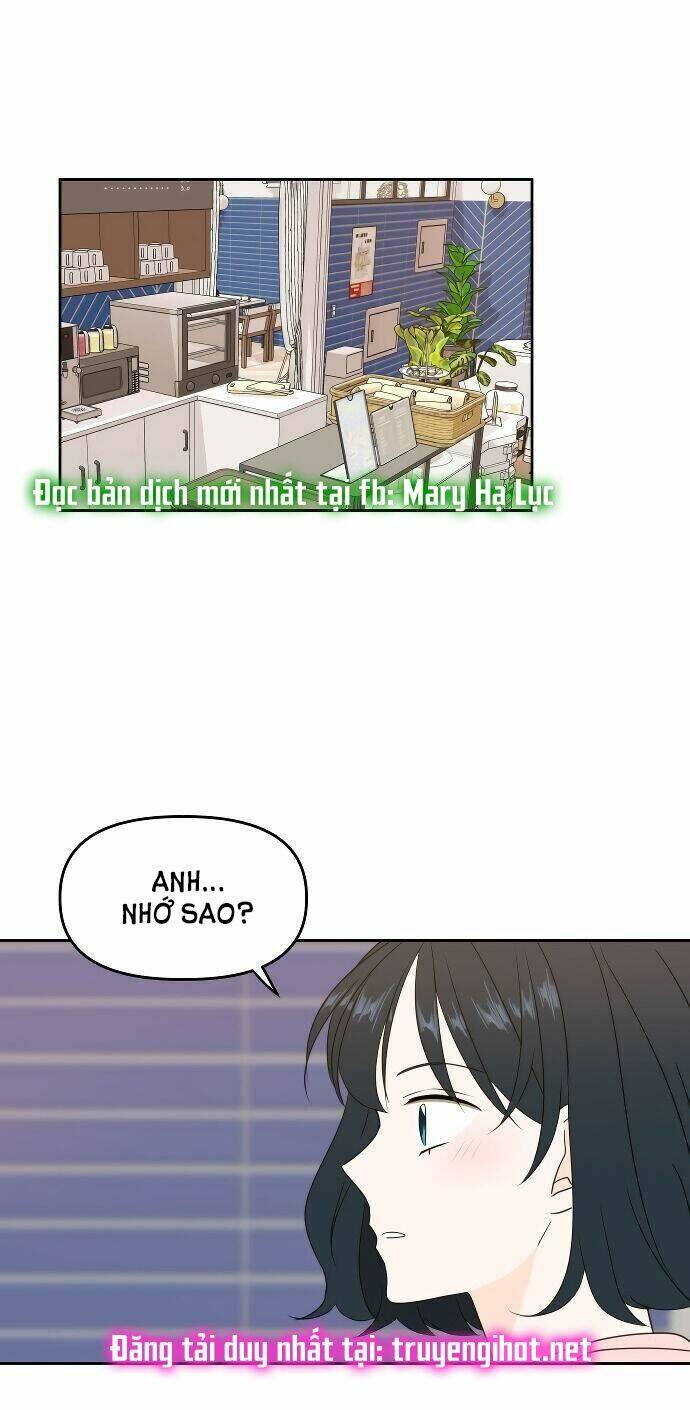 Đọc bản dịch mới nhất tại fb: Mary Hạ Lục
ANH...
NHỚ SAO?
Đăng tải duy nhất tại: truyengihot.net